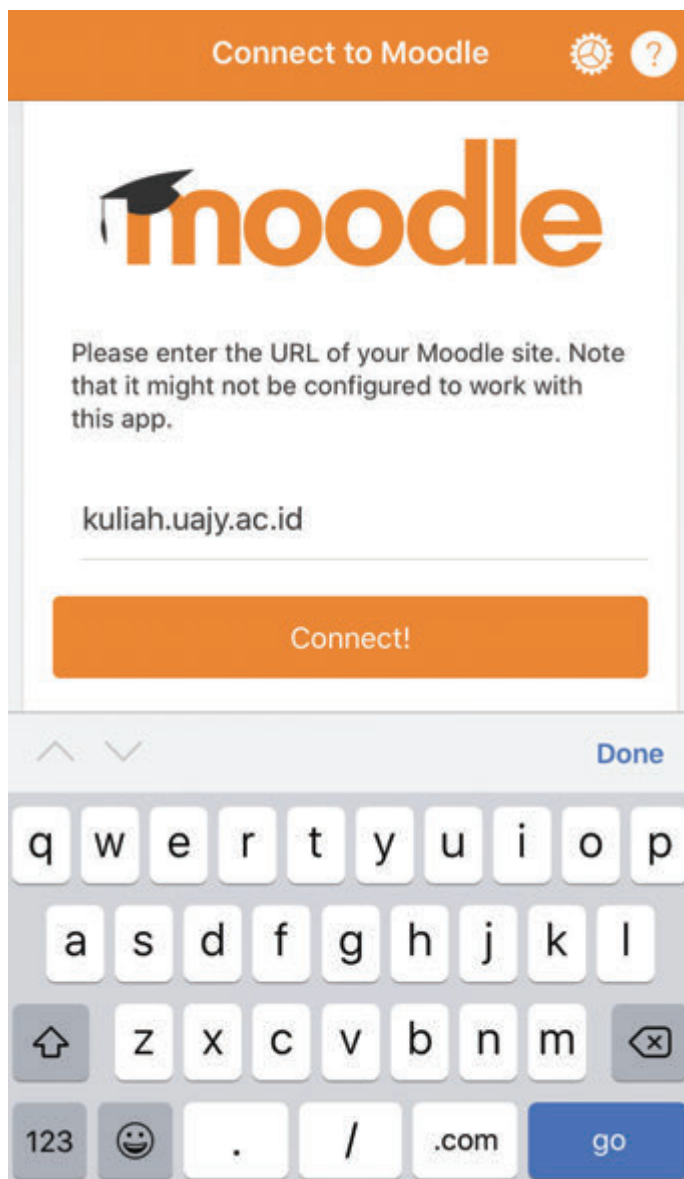 Connect to Moodle ?
moodle
Please enter the URL of your Moodle site. Note
that it might not be configured to work with
this app.
kuliah.uajy.ac.id
Connect!
Done
q w e r t y u i o p
a s d f g h j k l
z x c v b n m
123 . / .com go